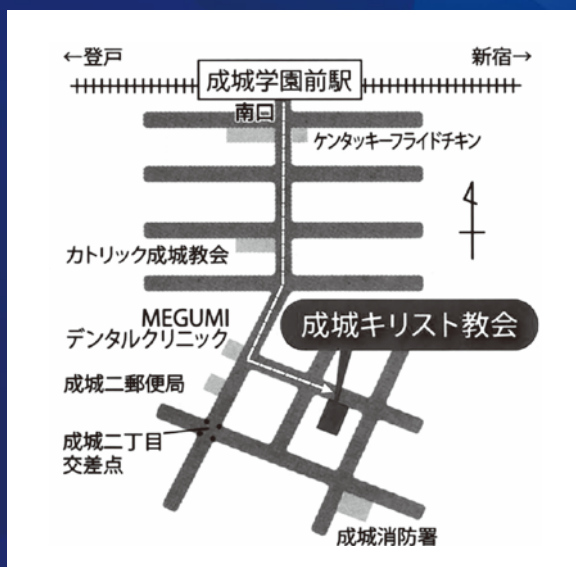 ←登戸
新宿→
成城学園前駅
南口
ケンタッキーフライドチキン
カトリック成城教会
MEGUMI
デンタルクリニック
成城キリスト教会
成城二郵便局
成城二丁目
交差点
成城消防署